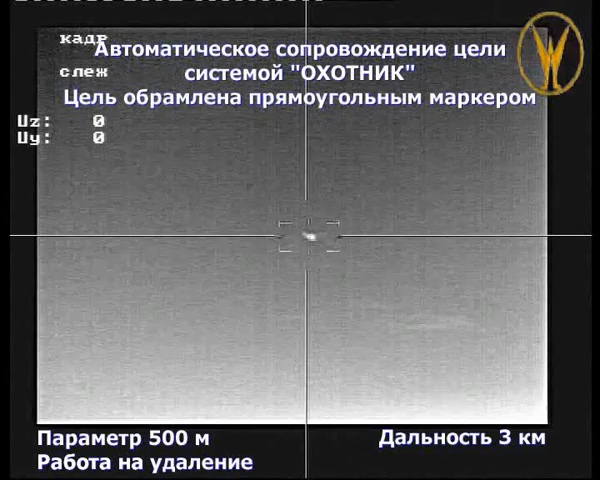 кадр
Автоматическое сопровождение цели
слеж
системой "ОХОТНИК"
Цель обрамлена прямоугольным маркером
Uz: 0
Uy: 0
Параметр 500 м
Дальность 3 км
Работа на удаление